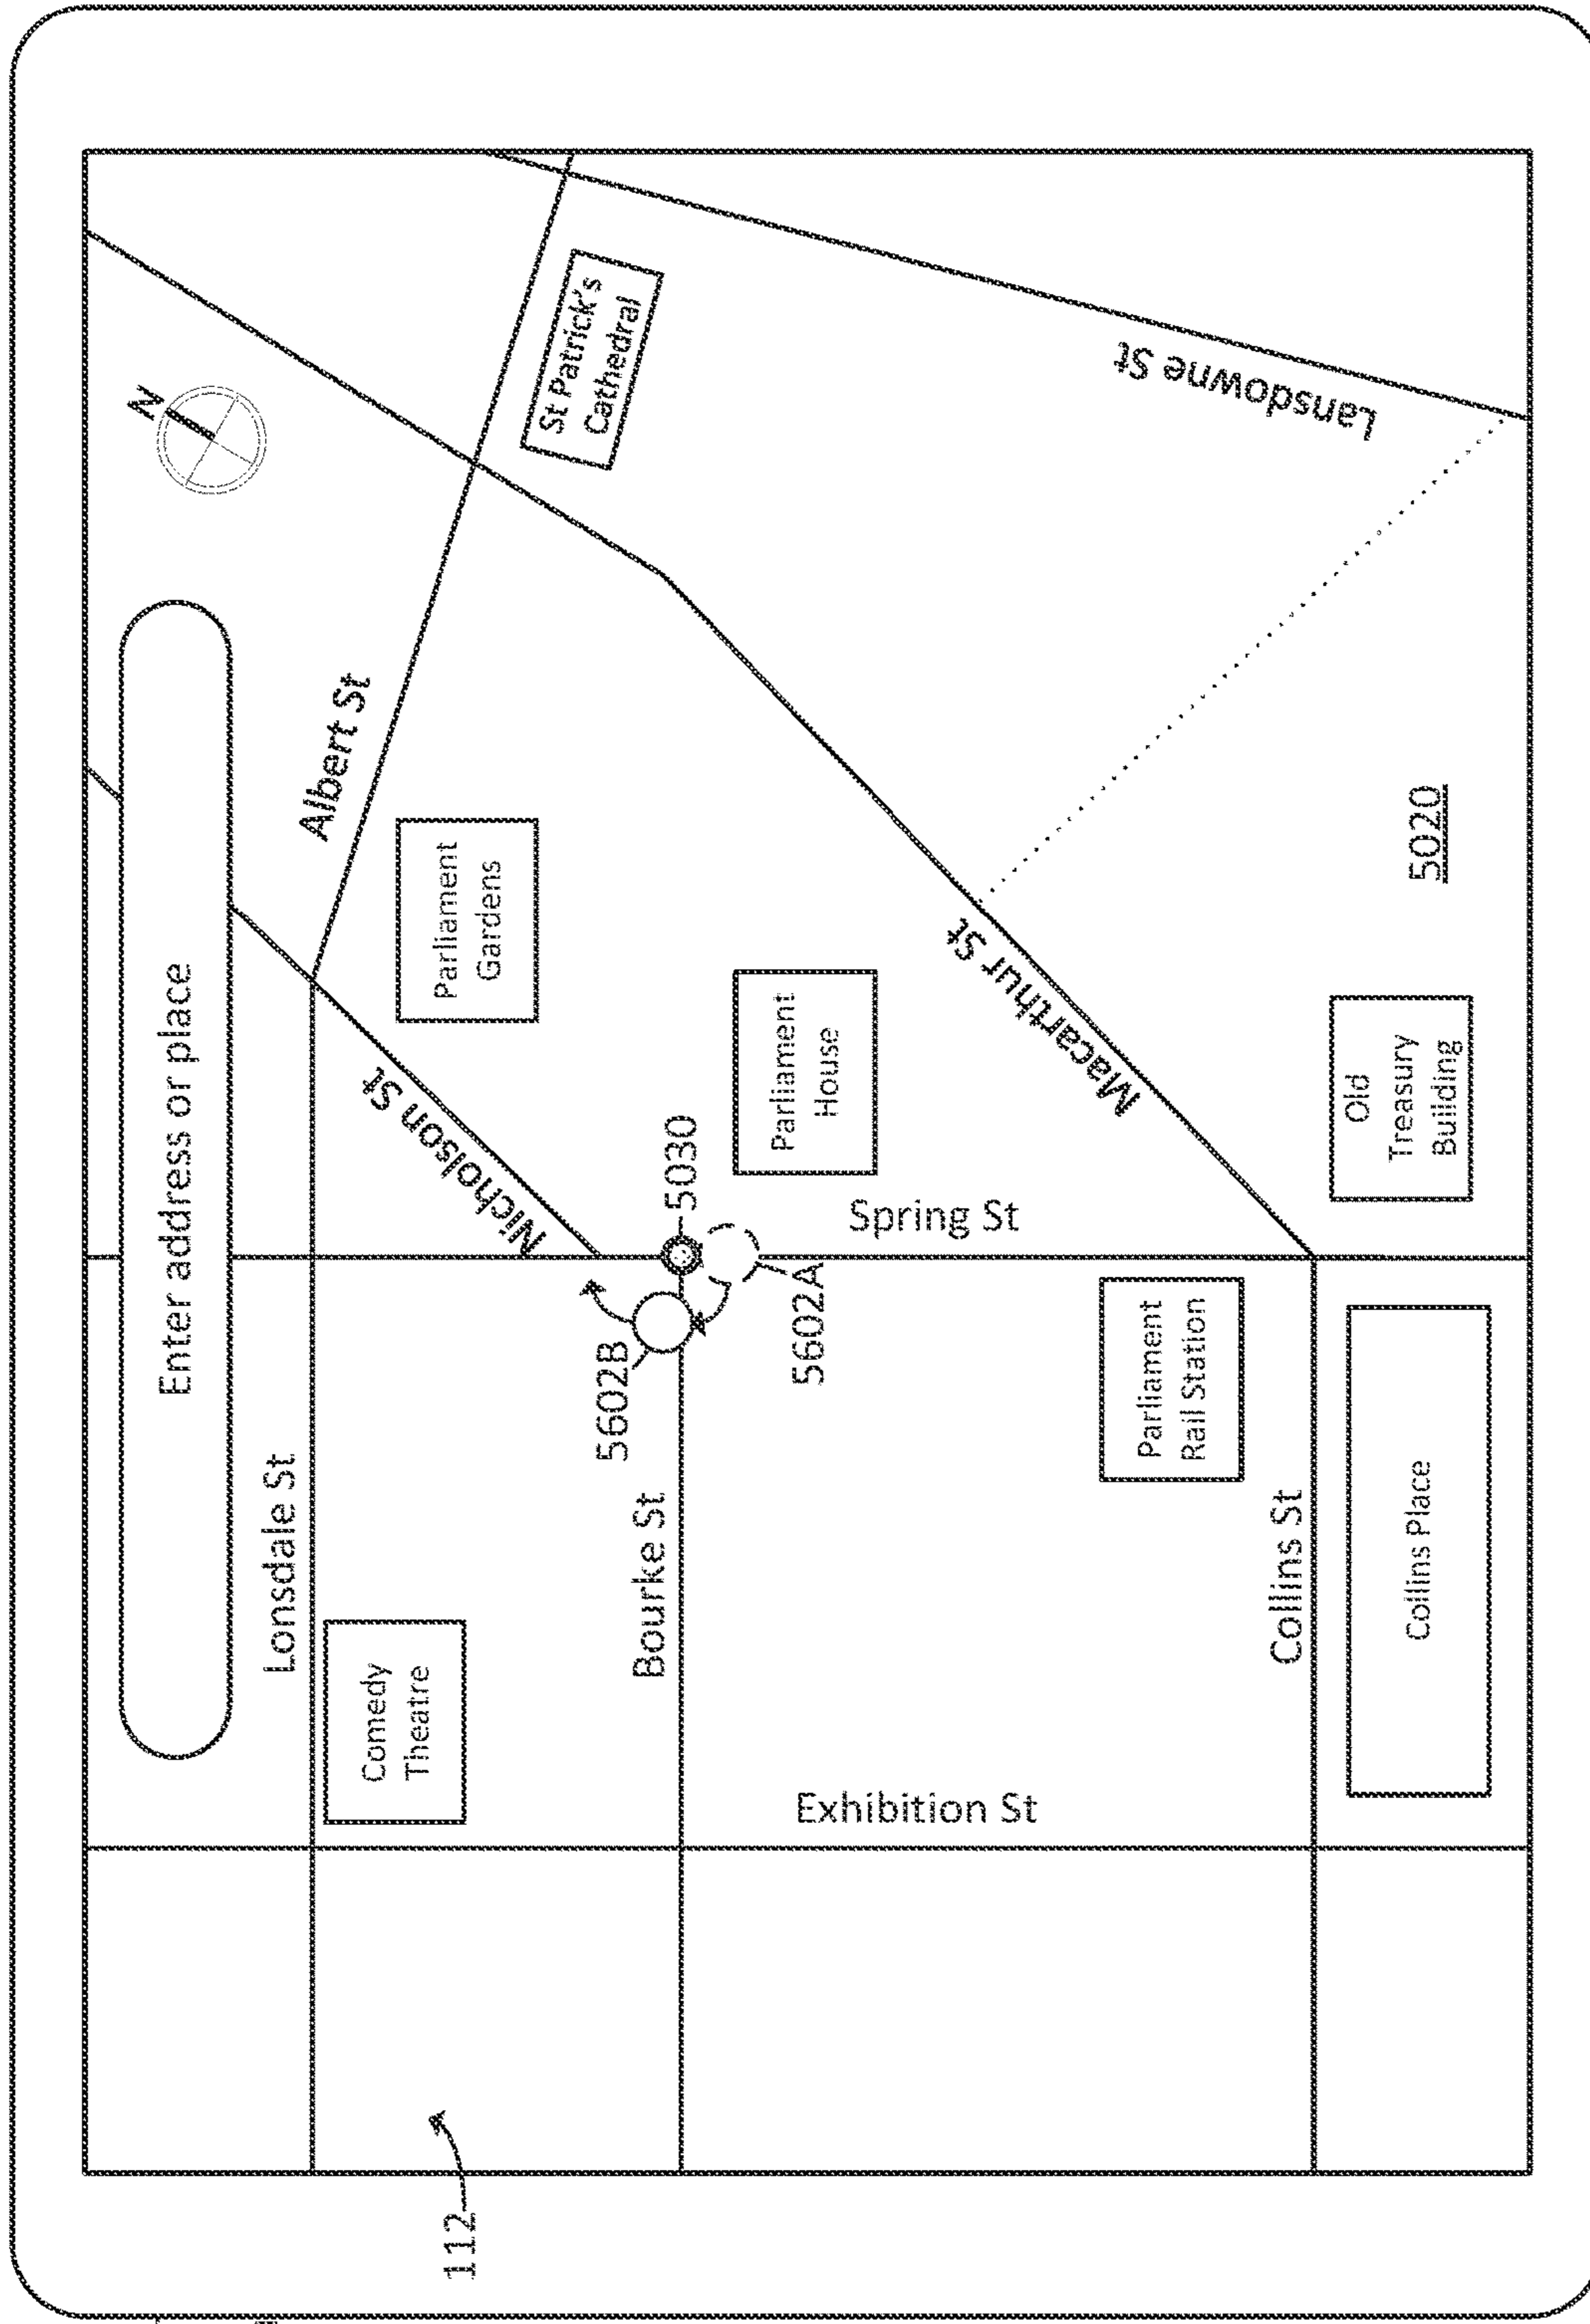 Enter address or place
N
Lonsdale St
Albert St
Nicholson St
Comedy
Theatre
Parliament
Gardens
St Patrick's
Cathedral
112
Bourke St
5602B
5030
5602A
Parliament
House
Spring St
Exhibition St
Macarthur St
Lansdowne St
Parliament
Rail Station
Collins St
Collins Place
Old
Treasury
Building
5020